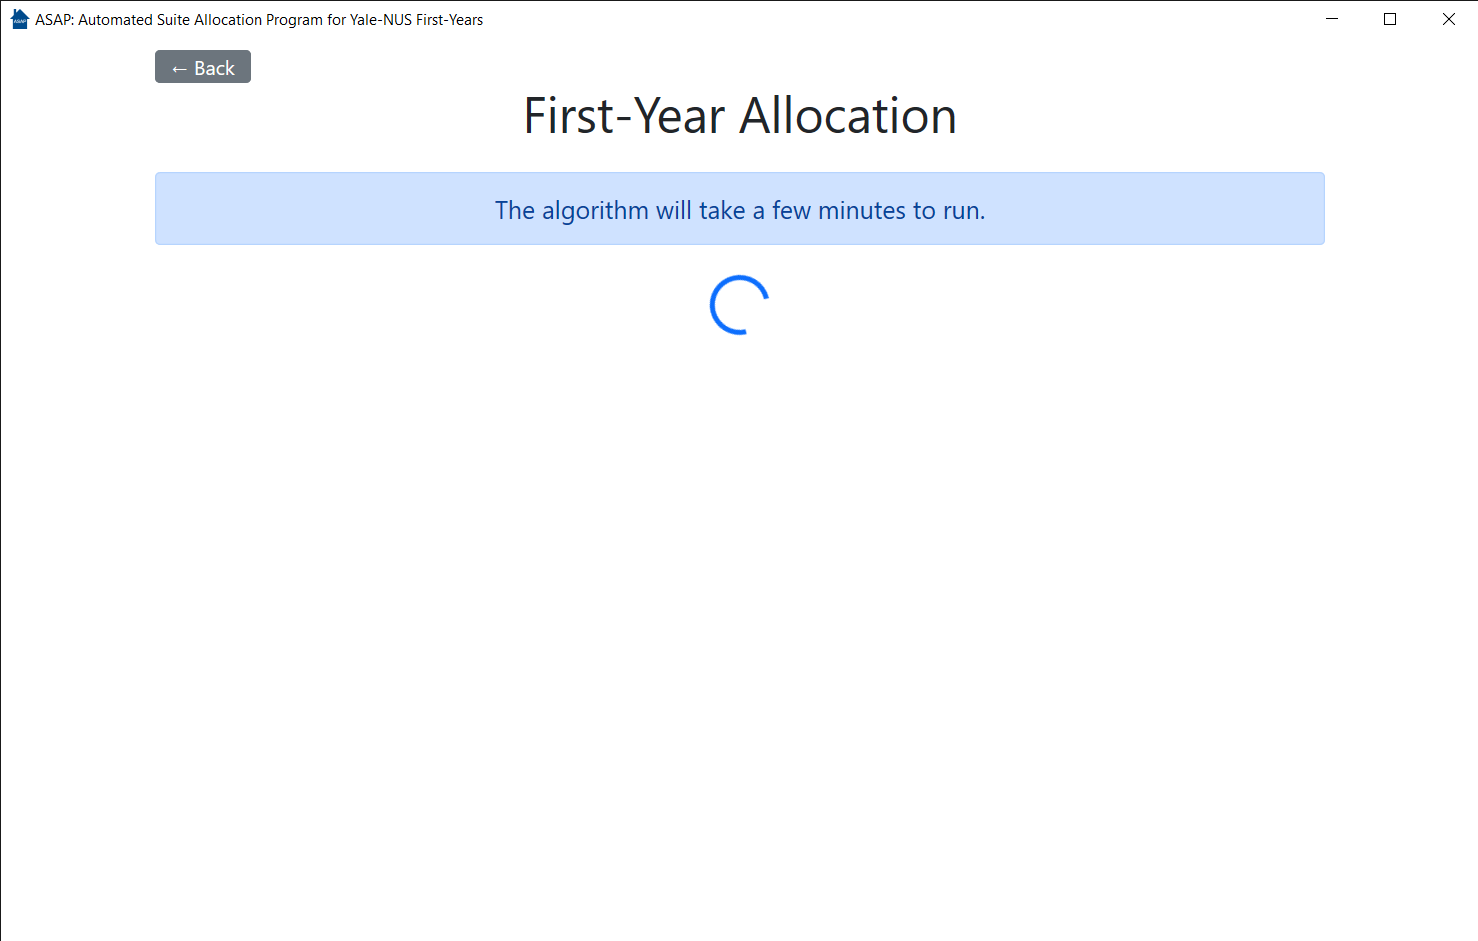 ASAP: Automated Suite Allocation Program for Yale-NUS First-Years
← Back
First-Year Allocation
The algorithm will take a few minutes to run.